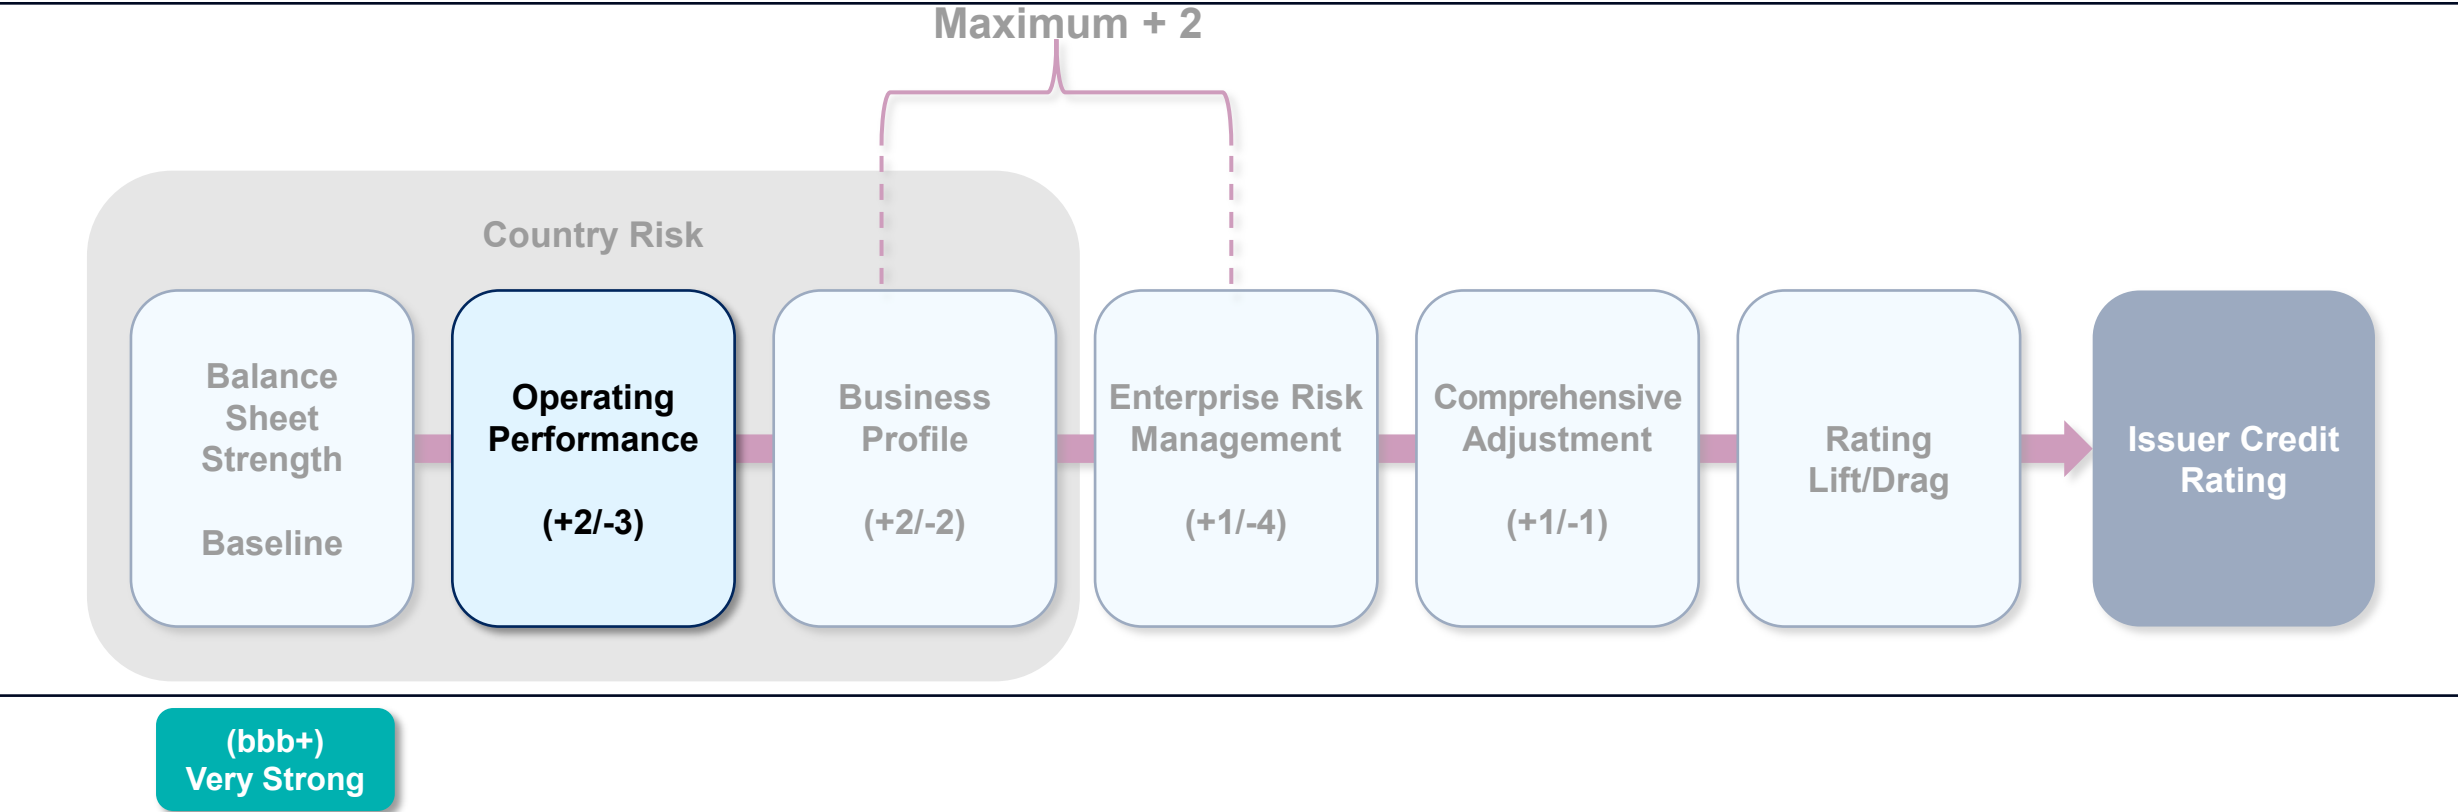 Maximum + 2
Country Risk
Balance
Sheet
Strength
Baseline
Operating
Performance
(+2/-3)
Business
Profile
(+2/-2)
Enterprise Risk
Management
(+1/-4)
Comprehensive
Adjustment
(+1/-1)
Rating
Lift/Drag
Issuer Credit
Rating
(bbb+)
Very Strong